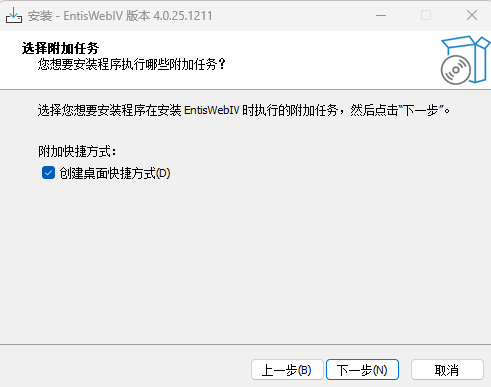 安装 - EntisWebIV 版本 4.0.25.1211
选择附加任务
您想要安装程序执行哪些附加任务？
选择您想要安装程序在安装 EntisWebIV 时执行的附加任务，然后点击“下一步”。
附加快捷方式：
创建桌面快捷方式(D)
上一步(B) 下一步(N) 取消